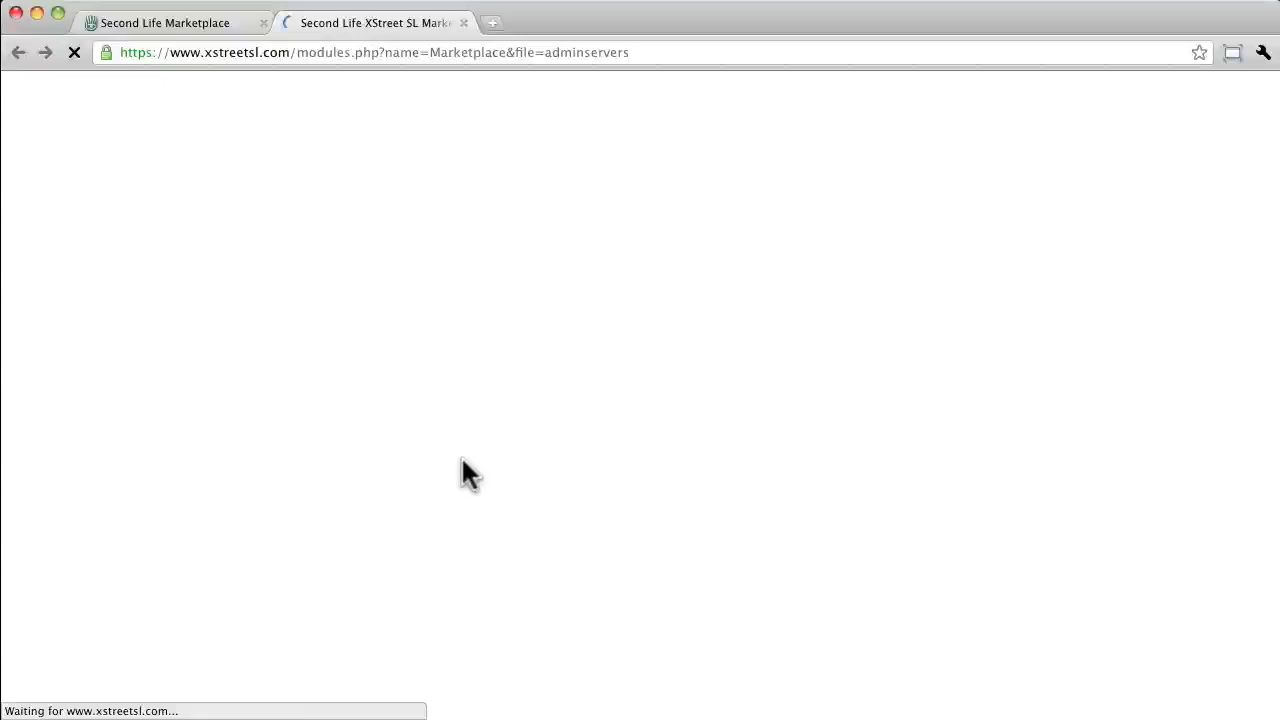 Second Life Marketplace
Second Life XStreet SL Mark
https://www.xstreetsl.com/modules.php?name=Marketplace&file=adminservers
Waiting for www.xstreetsl.com...